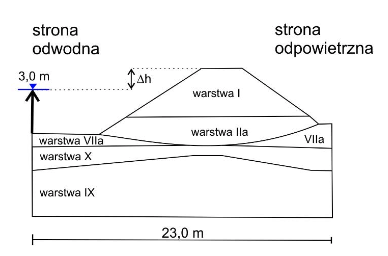 strona
odwodna
strona
odpowietrzna
3,0 m
Δh
warstwa I
warstwa IIa
warstwa VIIa
VIIa
warstwa X
warstwa IX
23,0 m